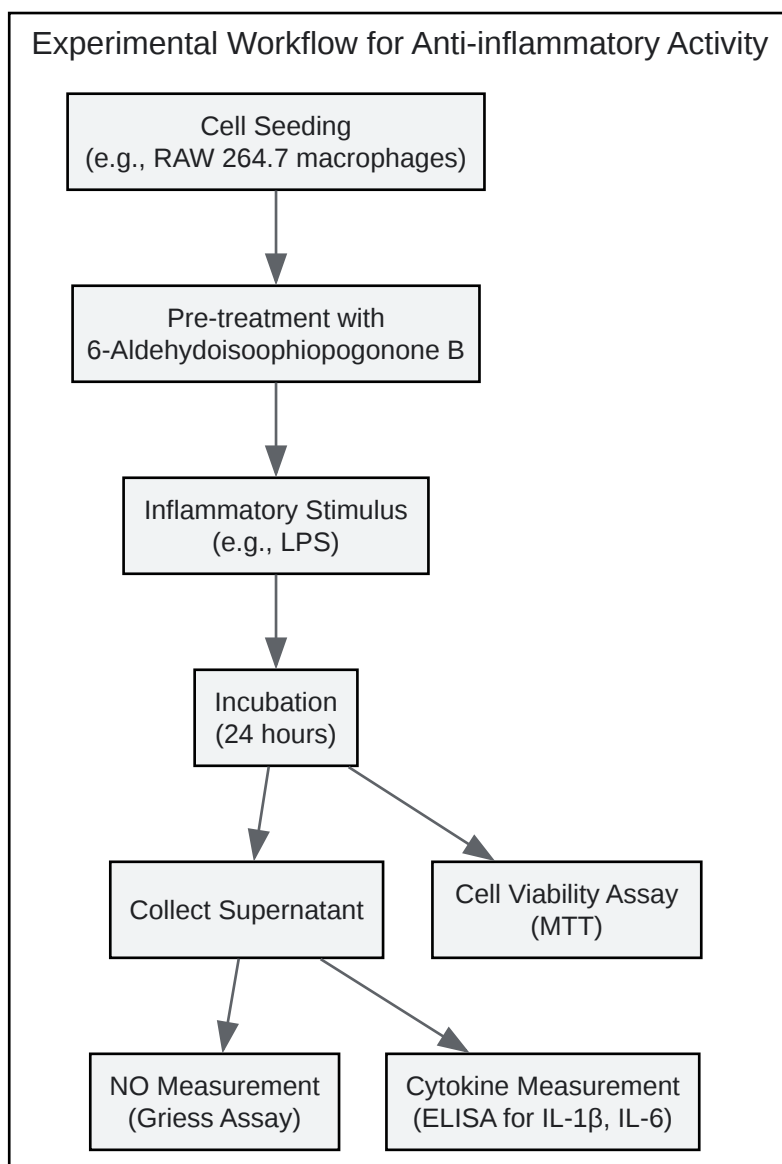 Experimental Workflow for Anti-inflammatory Activity
Cell Seeding
(e.g., RAW 264.7 macrophages)
Pre-treatment with
6-Aldehydoisoophiopogonone B
Inflammatory Stimulus
(e.g., LPS)
Incubation
(24 hours)
Collect Supernatant
Cell Viability Assay
(MTT)
NO Measurement
(Griess Assay)
Cytokine Measurement
(ELISA for IL-1β, IL-6)